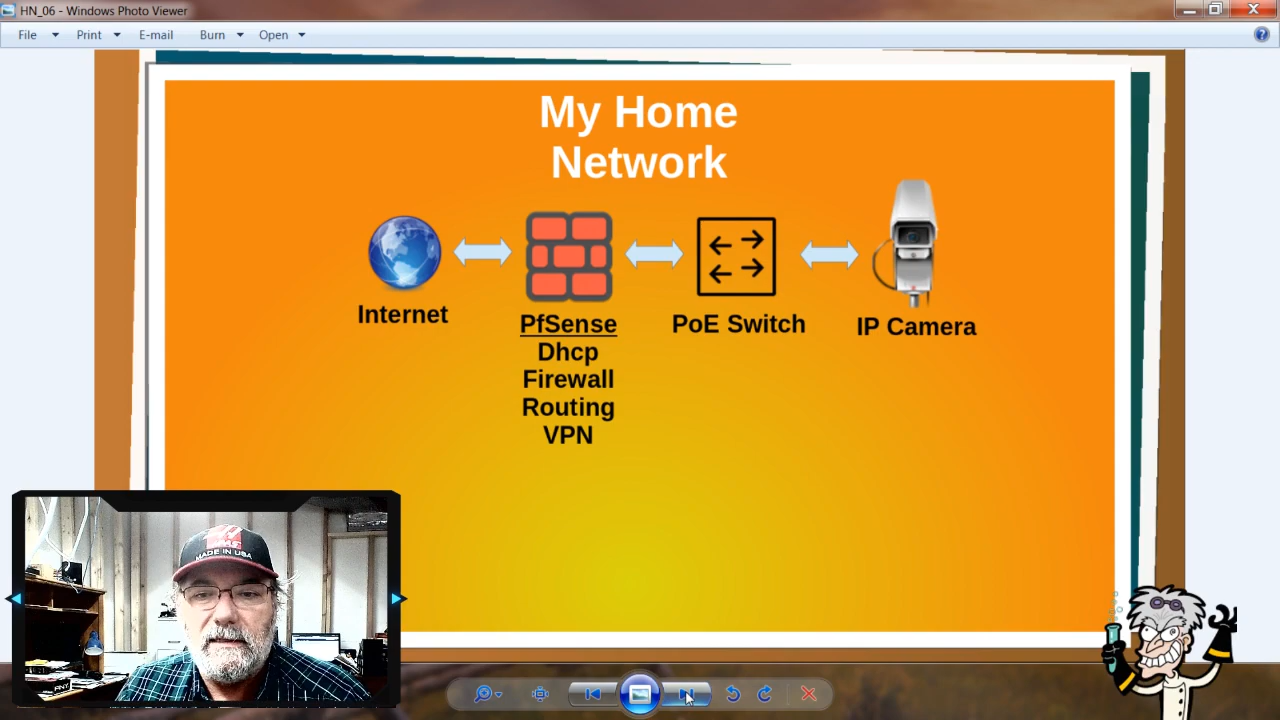 HN_06 - Windows Photo Viewer
File Print E-mail Burn Open
My Home
Network
Internet
PfSense
Dhcp
Firewall
Routing
VPN
PoE Switch
IP Camera
MADE IN USA